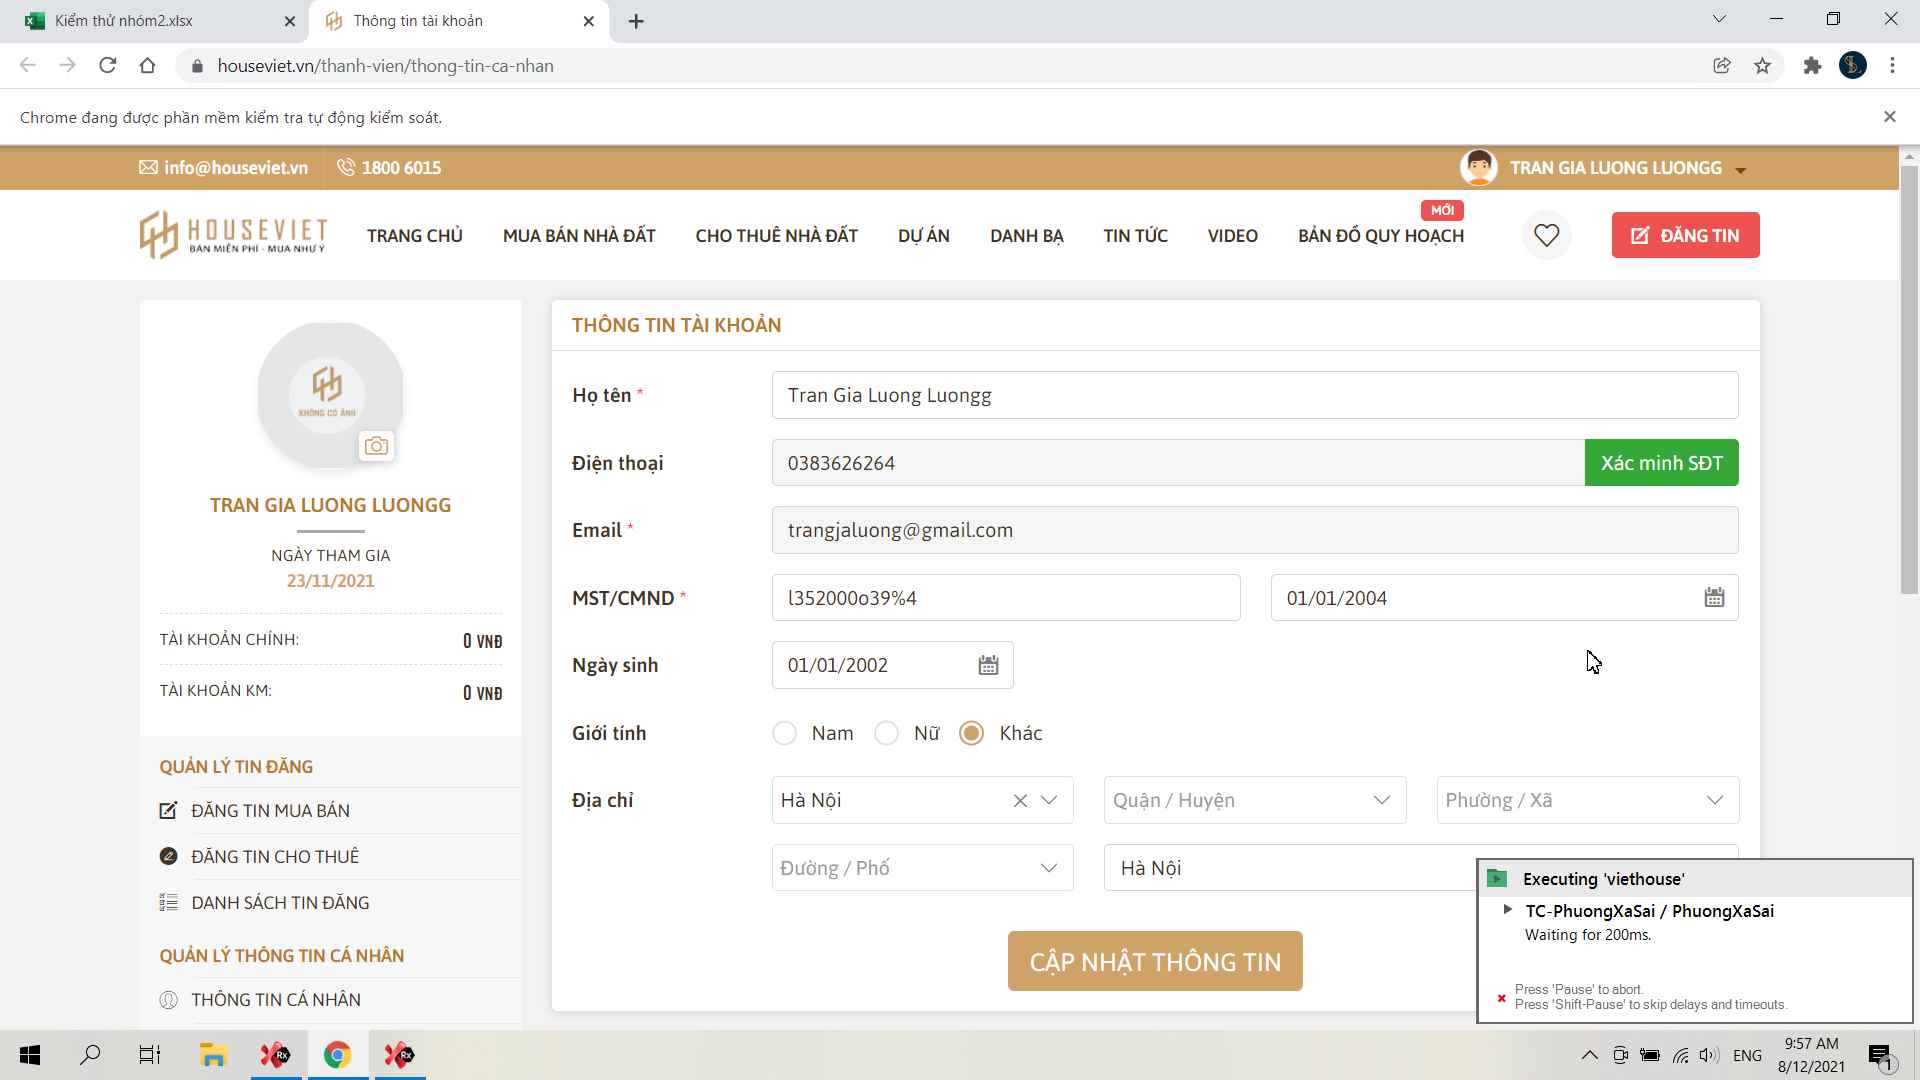 Kiểm thử nhóm2.xlsx
Thông tin tài khoản
houseviet.vn/thanh-vien/thong-tin-ca-nhan
Chrome đang được phần mềm kiểm tra tự động kiểm soát.
info@houseviet.vn
1800 6015
TRAN GIA LUONG LUONGG
HOUSEVIET
BÁN MIỄN PHÍ - MUA NHƯ Ý
TRANG CHỦ
MUA BÁN NHÀ ĐẤT
CHO THUÊ NHÀ ĐẤT
DỰ ÁN
DANH BẠ
TIN TỨC
VIDEO
MỚI
BẢN ĐỒ QUY HOẠCH
ĐĂNG TIN
KHÔNG CÓ ẢNH
TRAN GIA LUONG LUONGG
NGÀY THAM GIA
23/11/2021
TÀI KHOẢN CHÍNH: 0 VNĐ
TÀI KHOẢN KM: 0 VNĐ
QUẢN LÝ TIN ĐĂNG
ĐĂNG TIN MUA BÁN
ĐĂNG TIN CHO THUÊ
DANH SÁCH TIN ĐĂNG
QUẢN LÝ THÔNG TIN CÁ NHÂN
THÔNG TIN CÁ NHÂN
THÔNG TIN TÀI KHOẢN
Họ tên * Tran Gia Luong Luongg
Điện thoại 0383626264 Xác minh SĐT
Email * trangjaluong@gmail.com
MST/CMND * l352000o39%4 01/01/2004
Ngày sinh 01/01/2002
Giới tính Nam Nữ Khác
Địa chỉ Hà Nội Quận / Huyện Phường / Xã
Đường / Phố Hà Nội
CẬP NHẬT THÔNG TIN
Executing 'viethouse'
TC-PhuongXaSai / PhuongXaSai
Waiting for 200ms.
Press 'Pause' to abort.
Press 'Shift-Pause' to skip delays and timeouts.
Rx
Rx
ENG
9:57 AM
8/12/2021
1